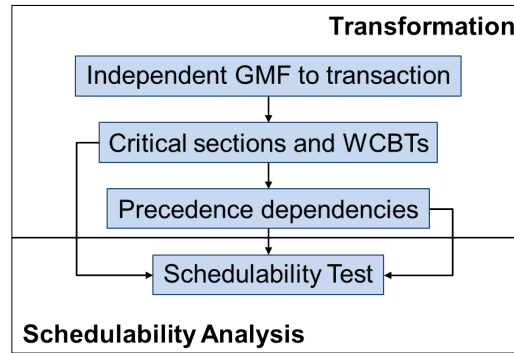 Transformation
Independent GMF to transaction
Critical sections and WCBTs
Precedence dependencies
Schedulability Test
Schedulability Analysis